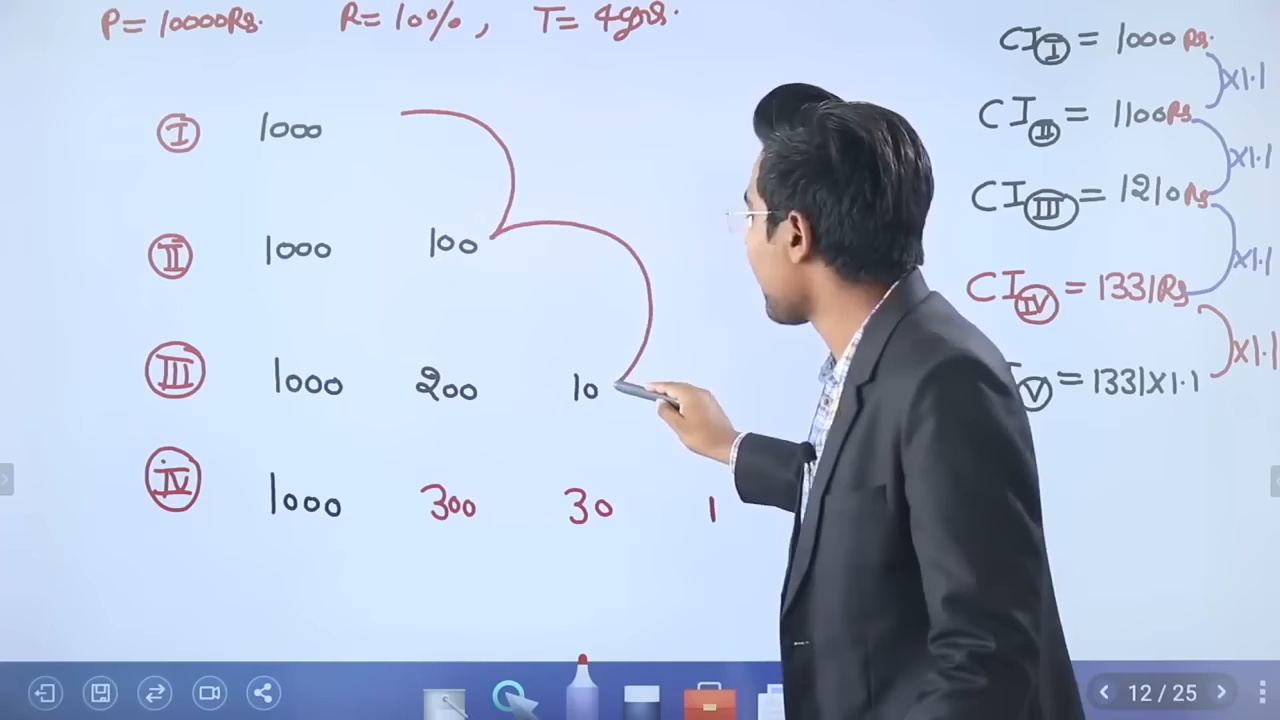 P= 10000Rs. R= 10%, T= 4yrs.
I 1000
II 1000 100
III 1000 200 10
IV 1000 300 30 1
CI I = 1000 Rs.
×1.1
CI II = 1100Rs
×1.1
CI III = 1210Rs
×1.1
CI IV = 1331Rs
×1.1
V = 1331×1.1
12 / 25